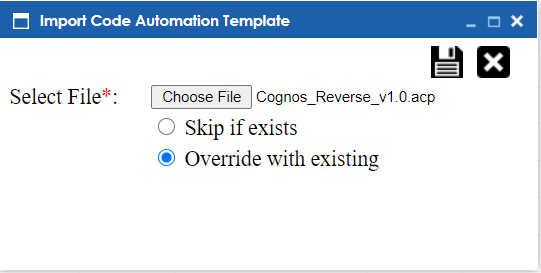 Import Code Automation Template
Select File*: Choose File Cognos_Reverse_v1.0.acp
Skip if exists
Override with existing